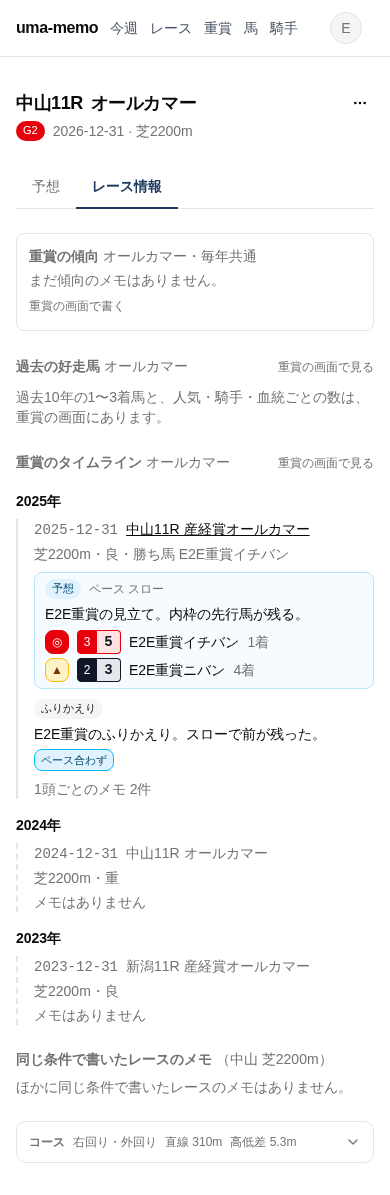 uma-memo 今週 レース 重賞 馬 騎手 E
中山11R オールカマー ···
G2 2026-12-31 · 芝2200m
予想 レース情報
重賞の傾向 オールカマー・毎年共通
まだ傾向のメモはありません。
重賞の画面で書く
過去の好走馬 オールカマー 重賞の画面で見る
過去10年の1〜3着馬と、人気・騎手・血統ごとの数は、
重賞の画面にあります。
重賞のタイムライン オールカマー 重賞の画面で見る
2025年
2025-12-31 中山11R 産経賞オールカマー
芝2200m・良・勝ち馬 E2E重賞イチバン
予想 ペース スロー
E2E重賞の見立て。内枠の先行馬が残る。
◎ 3 5 E2E重賞イチバン 1着
▲ 2 3 E2E重賞ニバン 4着
ふりかえり
E2E重賞のふりかえり。スローで前が残った。
ペース合わず
1頭ごとのメモ 2件
2024年
2024-12-31 中山11R オールカマー
芝2200m・重
メモはありません
2023年
2023-12-31 新潟11R 産経賞オールカマー
芝2200m・良
メモはありません
同じ条件で書いたレースのメモ （中山 芝2200m）
ほかに同じ条件で書いたレースのメモはありません。
コース 右回り・外回り 直線 310m 高低差 5.3m